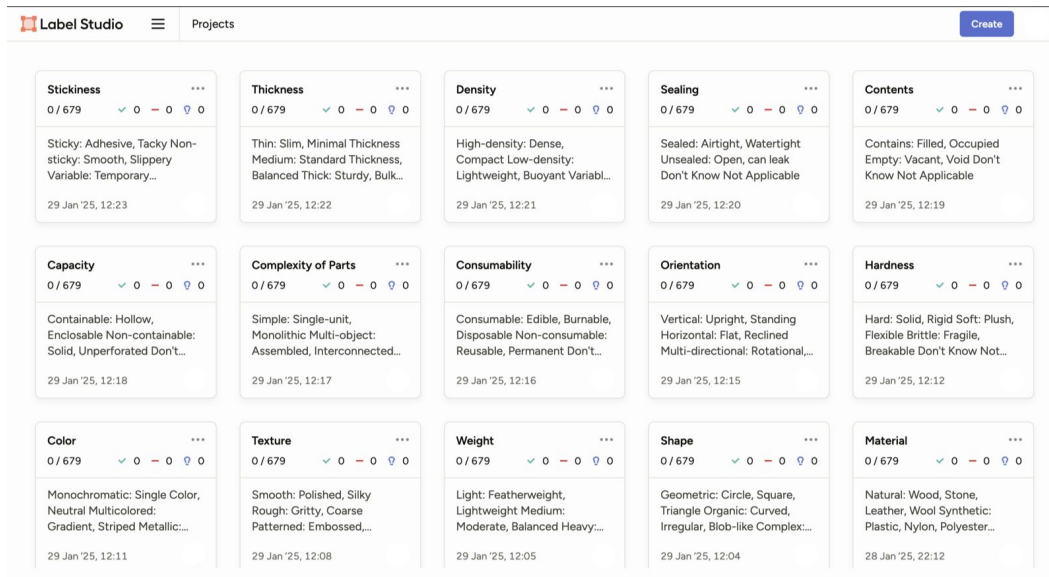 Label Studio
Projects
Create
Stickiness
0 / 679 0 0 0
Sticky: Adhesive, Tacky Non-
sticky: Smooth, Slippery
Variable: Temporary...
29 Jan '25, 12:23
Thickness
0 / 679 0 0 0
Thin: Slim, Minimal Thickness
Medium: Standard Thickness,
Balanced Thick: Sturdy, Bulk...
29 Jan '25, 12:22
Density
0 / 679 0 0 0
High-density: Dense,
Compact Low-density:
Lightweight, Buoyant Variabl...
29 Jan '25, 12:21
Sealing
0 / 679 0 0 0
Sealed: Airtight, Watertight
Unsealed: Open, can leak
Don't Know Not Applicable
29 Jan '25, 12:20
Contents
0 / 679 0 0 0
Contains: Filled, Occupied
Empty: Vacant, Void Don't
Know Not Applicable
29 Jan '25, 12:19
Capacity
0 / 679 0 0 0
Containable: Hollow,
Enclosable Non-containable:
Solid, Unperforated Don't...
29 Jan '25, 12:18
Complexity of Parts
0 / 679 0 0 0
Simple: Single-unit,
Monolithic Multi-object:
Assembled, Interconnected...
29 Jan '25, 12:17
Consumability
0 / 679 0 0 0
Consumable: Edible, Burnable,
Disposable Non-consumable:
Reusable, Permanent Don't...
29 Jan '25, 12:16
Orientation
0 / 679 0 0 0
Vertical: Upright, Standing
Horizontal: Flat, Reclined
Multi-directional: Rotational,...
29 Jan '25, 12:15
Hardness
0 / 679 0 0 0
Hard: Solid, Rigid Soft: Plush,
Flexible Brittle: Fragile,
Breakable Don't Know Not...
29 Jan '25, 12:12
Color
0 / 679 0 0 0
Monochromatic: Single Color,
Neutral Multicolored:
Gradient, Striped Metallic:...
29 Jan '25, 12:11
Texture
0 / 679 0 0 0
Smooth: Polished, Silky
Rough: Gritty, Coarse
Patterned: Embossed,...
29 Jan '25, 12:08
Weight
0 / 679 0 0 0
Light: Featherweight,
Lightweight Medium:
Moderate, Balanced Heavy:...
29 Jan '25, 12:05
Shape
0 / 679 0 0 0
Geometric: Circle, Square,
Triangle Organic: Curved,
Irregular, Blob-like Complex:...
29 Jan '25, 12:04
Material
0 / 679 0 0 0
Natural: Wood, Stone,
Leather, Wool Synthetic:
Plastic, Nylon, Polyester...
28 Jan '25, 22:12